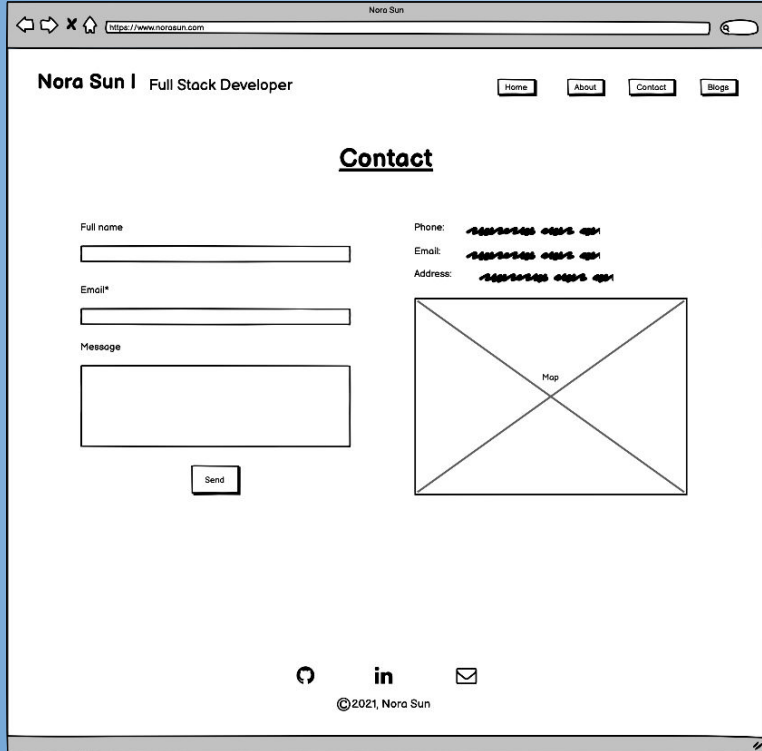 Nora Sun
https://www.norasun.com
Nora Sun | Full Stack Developer
Home About Contact Blogs
Contact
Full name
Email*
Message
Send
Phone:
Email:
Address:
Map
in
©2021, Nora Sun